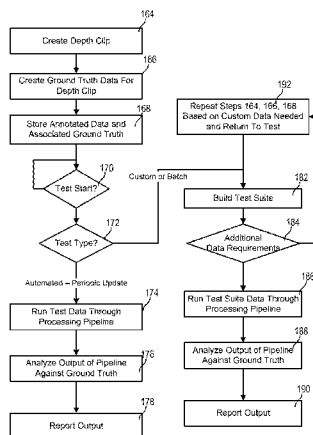 164
Create Depth Clip
166
Create Ground Truth Data For
Depth Clip
168
Store Annotated Data and
Associated Ground Truth
170
Test Start?
172
Test Type?
Custom or Batch
Automated – Periodic Update
174
Run Test Data Through
Processing Pipeline
176
Analyze Output of Pipeline
Against Ground Truth
178
Report Output
192
Repeat Steps 164, 166, 168
Based on Custom Data Needed
and Return To Test
182
Build Test Suite
184
Additional
Data Requirements
186
Run Test Suite Data Through
Processing Pipeline
188
Analyze Output of Pipeline
Against Ground Truth
190
Report Output